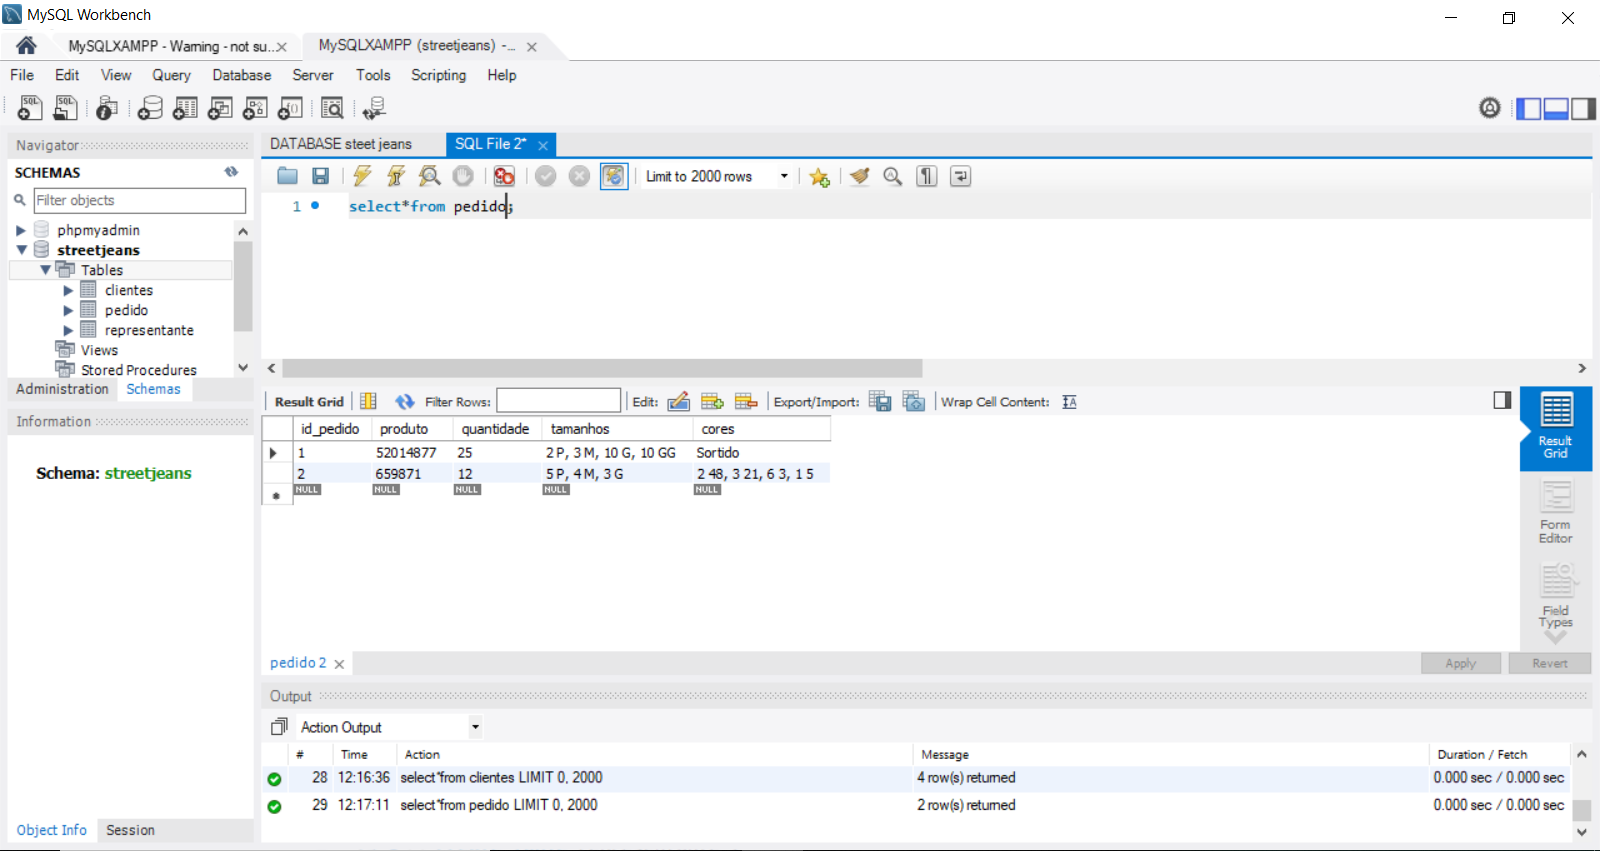 MySQL Workbench
MySQLXAMPP - Warning - not su...
MySQLXAMPP (streetjeans) -...
File Edit View Query Database Server Tools Scripting Help
Navigator
SCHEMAS
Filter objects
phpmyadmin
streetjeans
Tables
clientes
pedido
representante
Views
Stored Procedures
Administration Schemas
Information
Schema: streetjeans
Object Info Session
DATABASE steet jeans
SQL File 2*
Limit to 2000 rows
1 select*from pedido;
Result Grid Filter Rows: Edit: Export/Import: Wrap Cell Content:
id_pedido produto quantidade tamanhos cores
1 52014877 25 2 P, 3 M, 10 G, 10 GG Sortido
2 659871 12 5 P, 4 M, 3 G 2 48, 3 21, 6 3, 1 5
NULL NULL NULL NULL NULL
Result
Grid
Form
Editor
Field
Types
pedido 2
Apply Revert
Output
Action Output
# Time Action Message Duration / Fetch
28 12:16:36 select*from clientes LIMIT 0, 2000 4 row(s) returned 0.000 sec / 0.000 sec
29 12:17:11 select*from pedido LIMIT 0, 2000 2 row(s) returned 0.000 sec / 0.000 sec